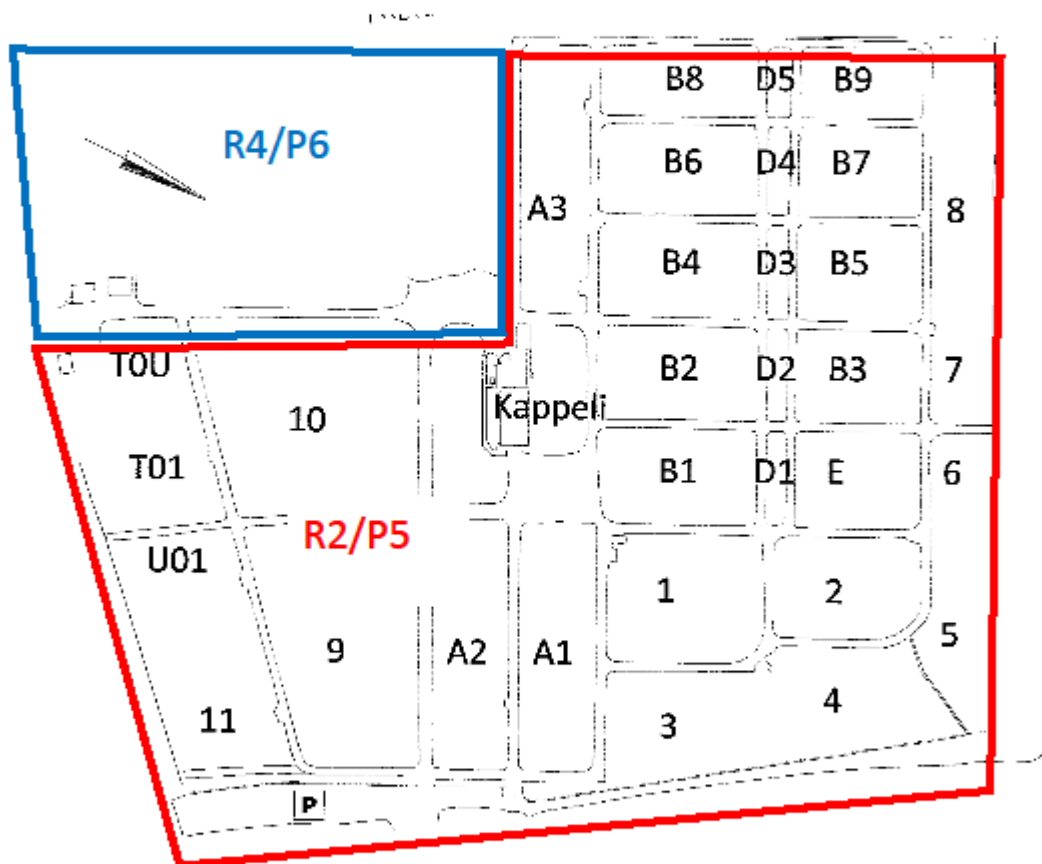 B8 D5 B9
R4/P6 B6 D4 B7
A3 8
B4 D3 B5
T0U B2 D2 B3 7
10 Kappeli
T01 B1 D1 E 6
R2/P5
U01 1 2
9 A2 A1 5
11 3 4
P